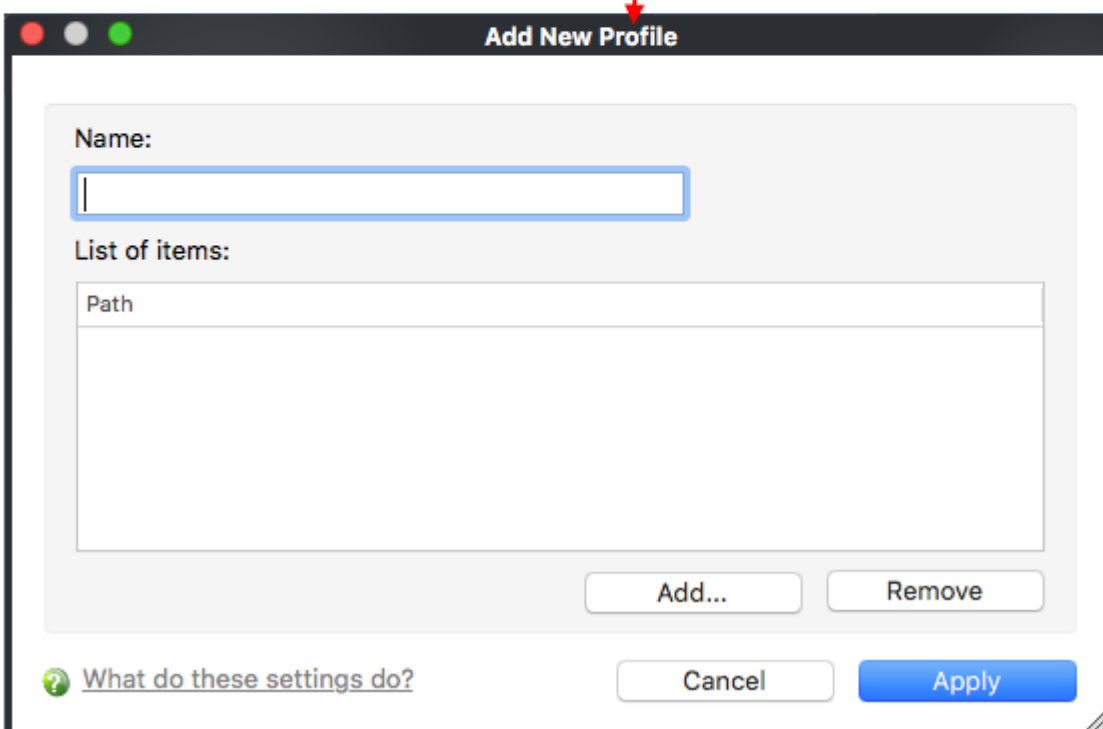 Add New Profile
Name:
List of items:
Path
Add...
Remove
What do these settings do?
Cancel
Apply